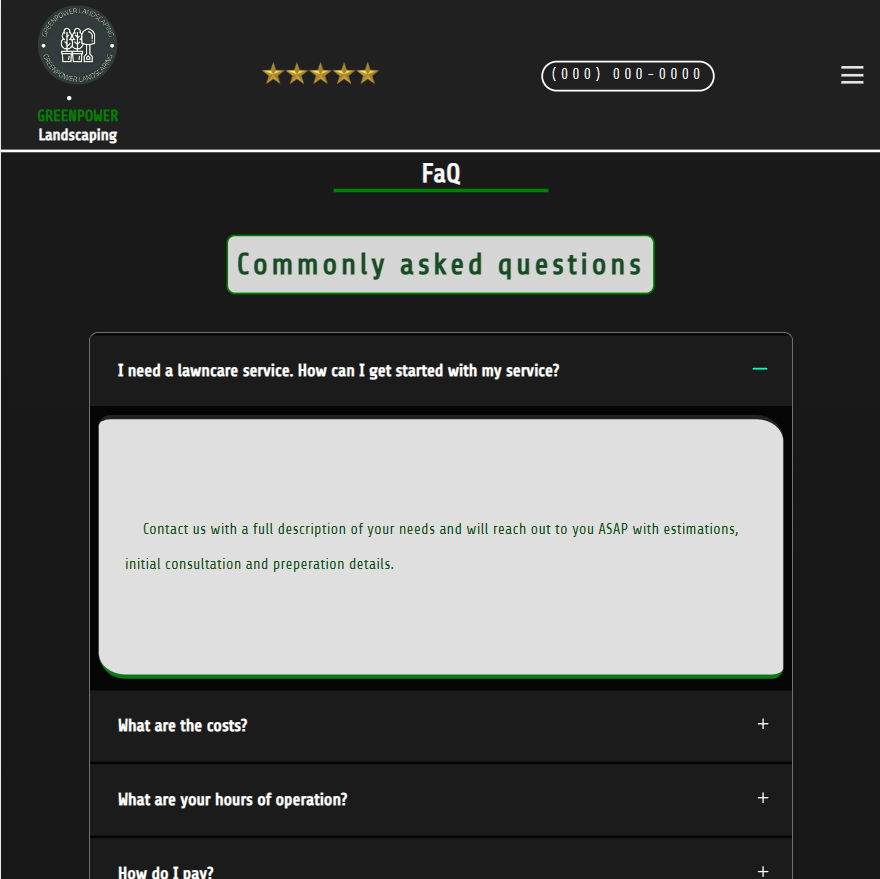 GREENPOWER LANDSCAPING
GREENPOWER LANDSCAPING
GREENPOWER
Landscaping
(000) 000-0000
FaQ
Commonly asked questions
I need a lawncare service. How can I get started with my service?
Contact us with a full description of your needs and will reach out to you ASAP with estimations,
initial consultation and preperation details.
What are the costs?
What are your hours of operation?
How do I pay?